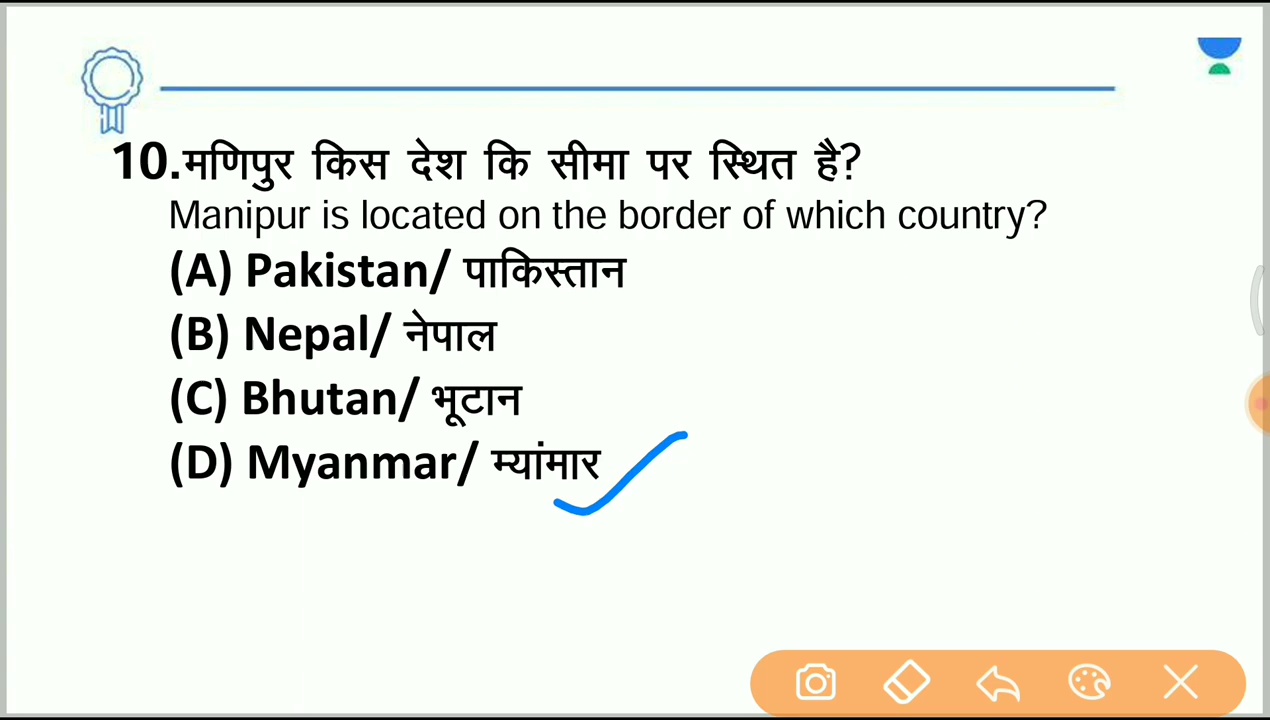 10.मणिपुर किस देश कि सीमा पर स्थित है?
Manipur is located on the border of which country?
(A) Pakistan/ पाकिस्तान
(B) Nepal/ नेपाल
(C) Bhutan/ भूटान
(D) Myanmar/ म्यांमार